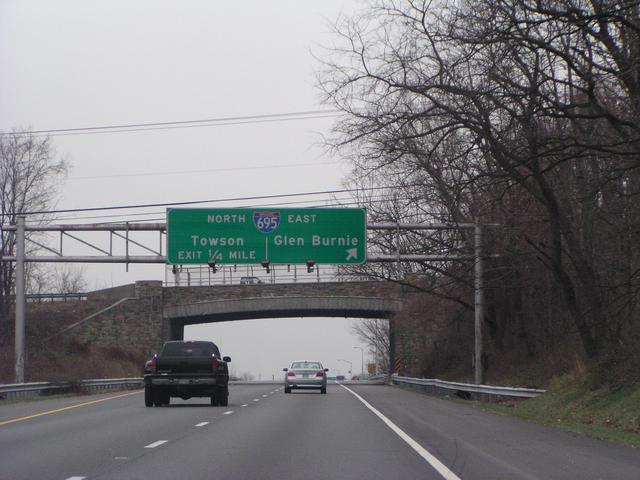 NORTH 695 EAST
Towson Glen Burnie
EXIT 1/4 MILE